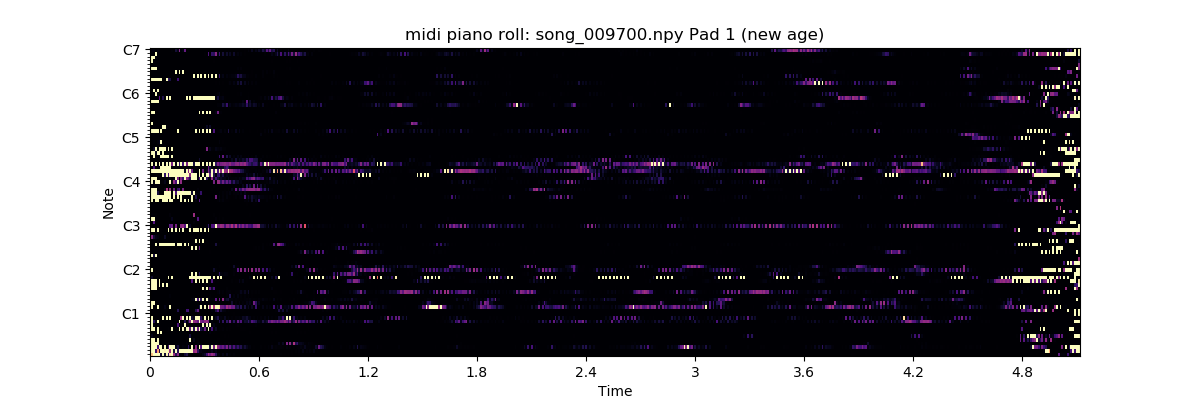 midi piano roll: song_009700.npy Pad 1 (new age)
C7
C6
C5
C4
C3
C2
C1
Note
0 0.6 1.2 1.8 2.4 3 3.6 4.2 4.8
Time